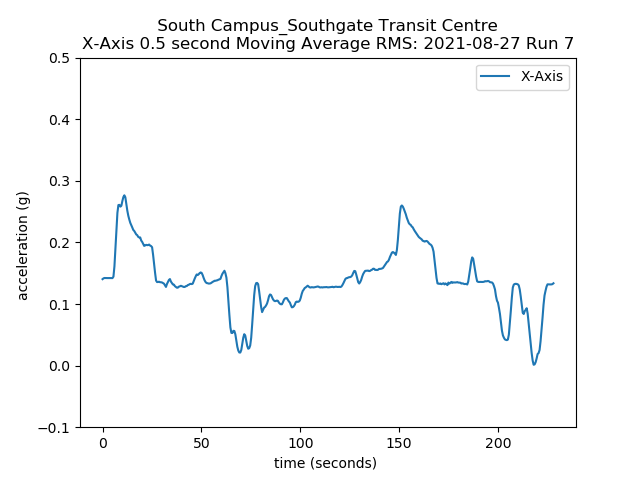 South Campus_Southgate Transit Centre
X-Axis 0.5 second Moving Average RMS: 2021-08-27 Run 7
X-Axis
0.5
0.4
0.3
0.2
0.1
0.0
−0.1
acceleration (g)
0 50 100 150 200
time (seconds)